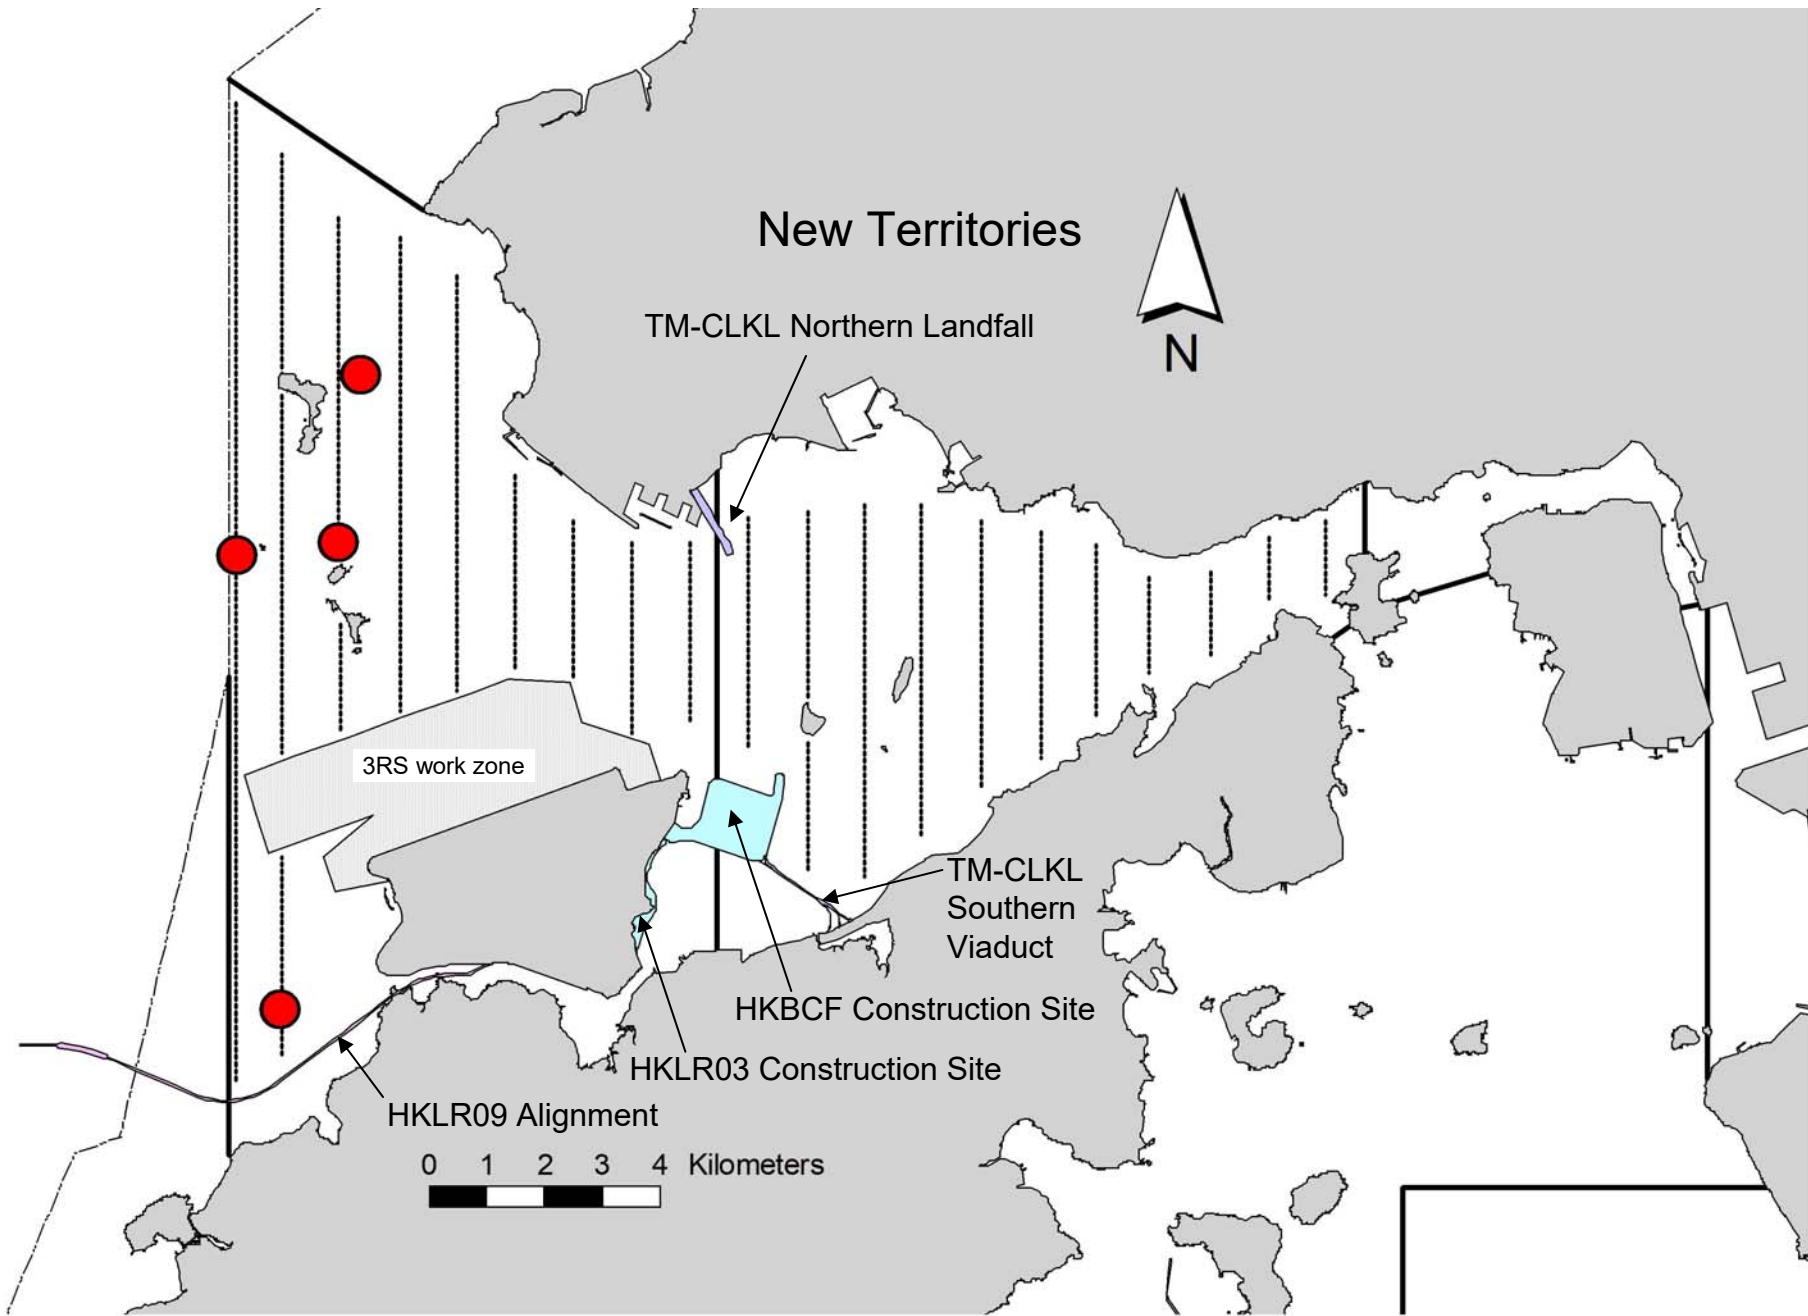 New Territories
TM-CLKL Northern Landfall
N
3RS work zone
TM-CLKL
Southern
Viaduct
HKBCF Construction Site
HKLR03 Construction Site
HKLR09 Alignment
0 1 2 3 4 Kilometers